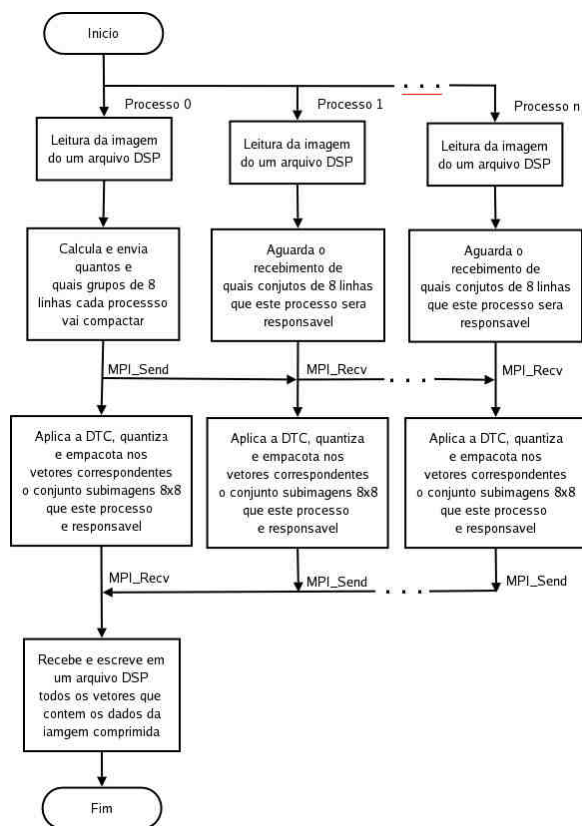 Inicio
. . .
Processo 0
Processo 1
Processo n
Leitura da imagem
do um arquivo DSP
Leitura da imagem
do um arquivo DSP
Leitura da imagem
do um arquivo DSP
Calcula e envia
quantos e
quais grupos de 8
linhas cada processso
vai compactar
Aguarda o
recebimento de
quais conjutos de 8 linhas
que este processo sera
responsavel
Aguarda o
recebimento de
quais conjutos de 8 linhas
que este processo sera
responsavel
MPI_Send
MPI_Recv
. . .
MPI_Recv
Aplica a DTC, quantiza
e empacota nos
vetores correspondentes
o conjunto subimagens 8x8
que este processo
e responsavel
Aplica a DTC, quantiza
e empacota nos
vetores correspondentes
o conjunto subimagens 8x8
que este processo
e responsavel
Aplica a DTC, quantiza
e empacota nos
vetores correspondentes
o conjunto subimagens 8x8
que este processo
e responsavel
MPI_Recv
MPI_Send
. . .
MPI_Send
Recebe e escreve em
um arquivo DSP
todos os vetores que
contem os dados da
iamgem comprimida
Fim